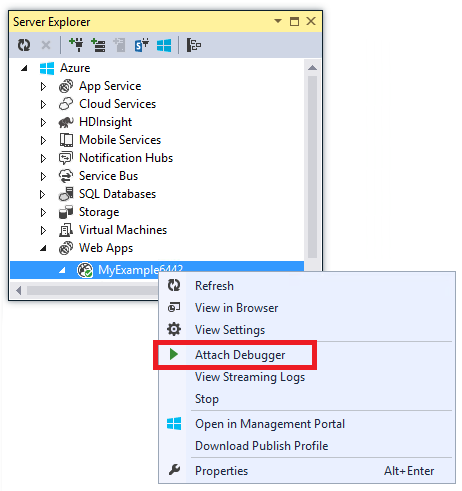 Server Explorer
Azure
App Service
Cloud Services
HDInsight
Mobile Services
Notification Hubs
Service Bus
SQL Databases
Storage
Virtual Machines
Web Apps
MyExample6442
Refresh
View in Browser
View Settings
Attach Debugger
View Streaming Logs
Stop
Open in Management Portal
Download Publish Profile
Properties Alt+Enter